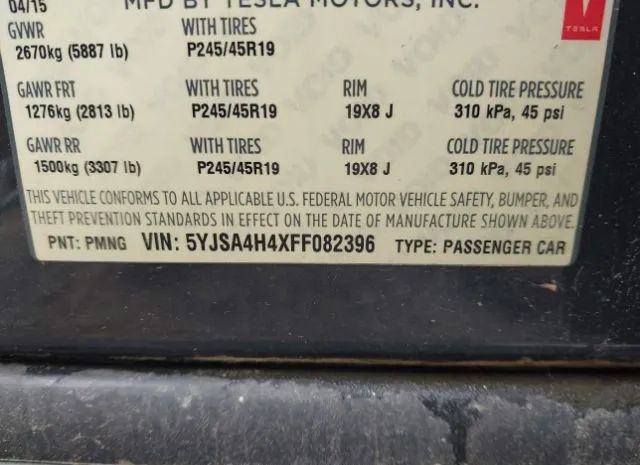 04/15 MFD BY TESLA MOTORS, INC.
TESLA
GVWR WITH TIRES
2670kg (5887 lb) P245/45R19
GAWR FRT WITH TIRES RIM COLD TIRE PRESSURE
1276kg (2813 lb) P245/45R19 19X8 J 310 kPa, 45 psi
GAWR RR WITH TIRES RIM COLD TIRE PRESSURE
1500kg (3307 lb) P245/45R19 19X8 J 310 kPa, 45 psi
THIS VEHICLE CONFORMS TO ALL APPLICABLE U.S. FEDERAL MOTOR VEHICLE SAFETY, BUMPER, AND
THEFT PREVENTION STANDARDS IN EFFECT ON THE DATE OF MANUFACTURE SHOWN ABOVE.
PNT: PMNG VIN: 5YJSA4H4XFF082396 TYPE: PASSENGER CAR